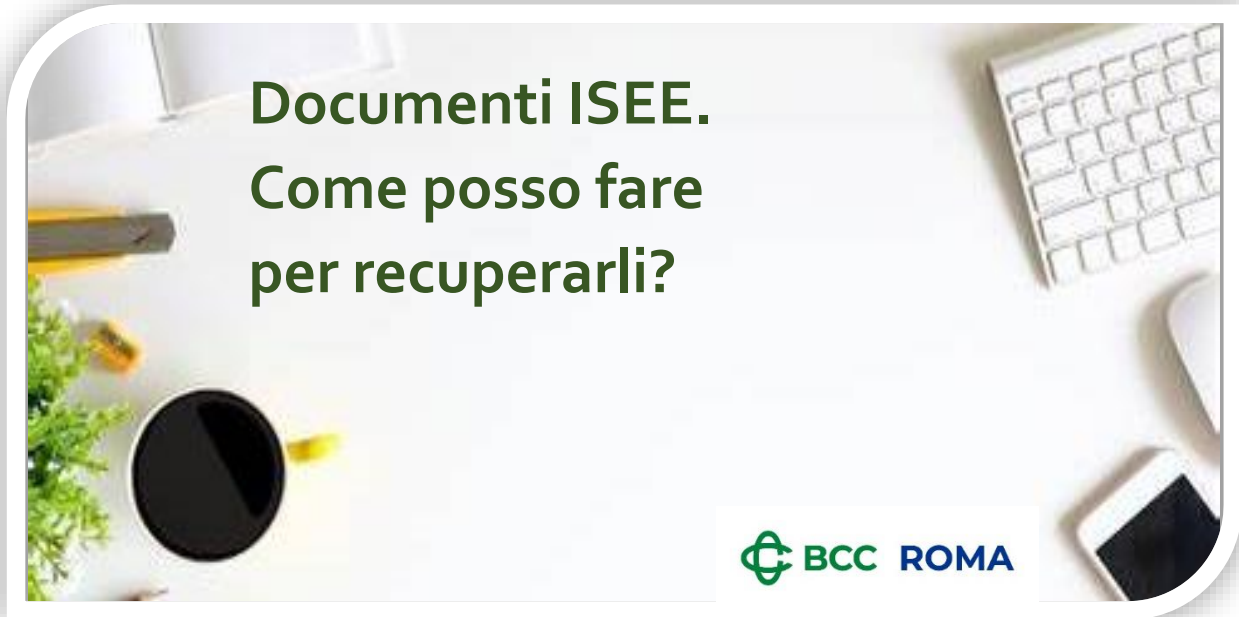 Documenti ISEE.
Come posso fare
per recuperarli?
BCC ROMA